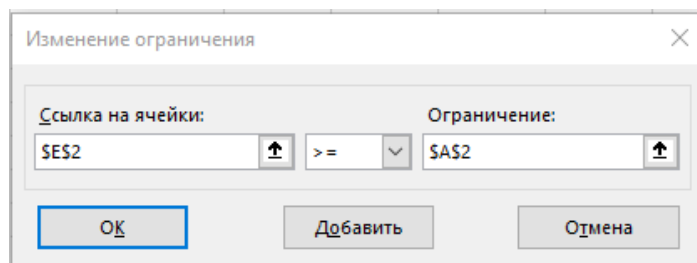 Изменение ограничения
Ссылка на ячейки: Ограничение:
$E$2 >= $A$2
ОК Добавить Отмена